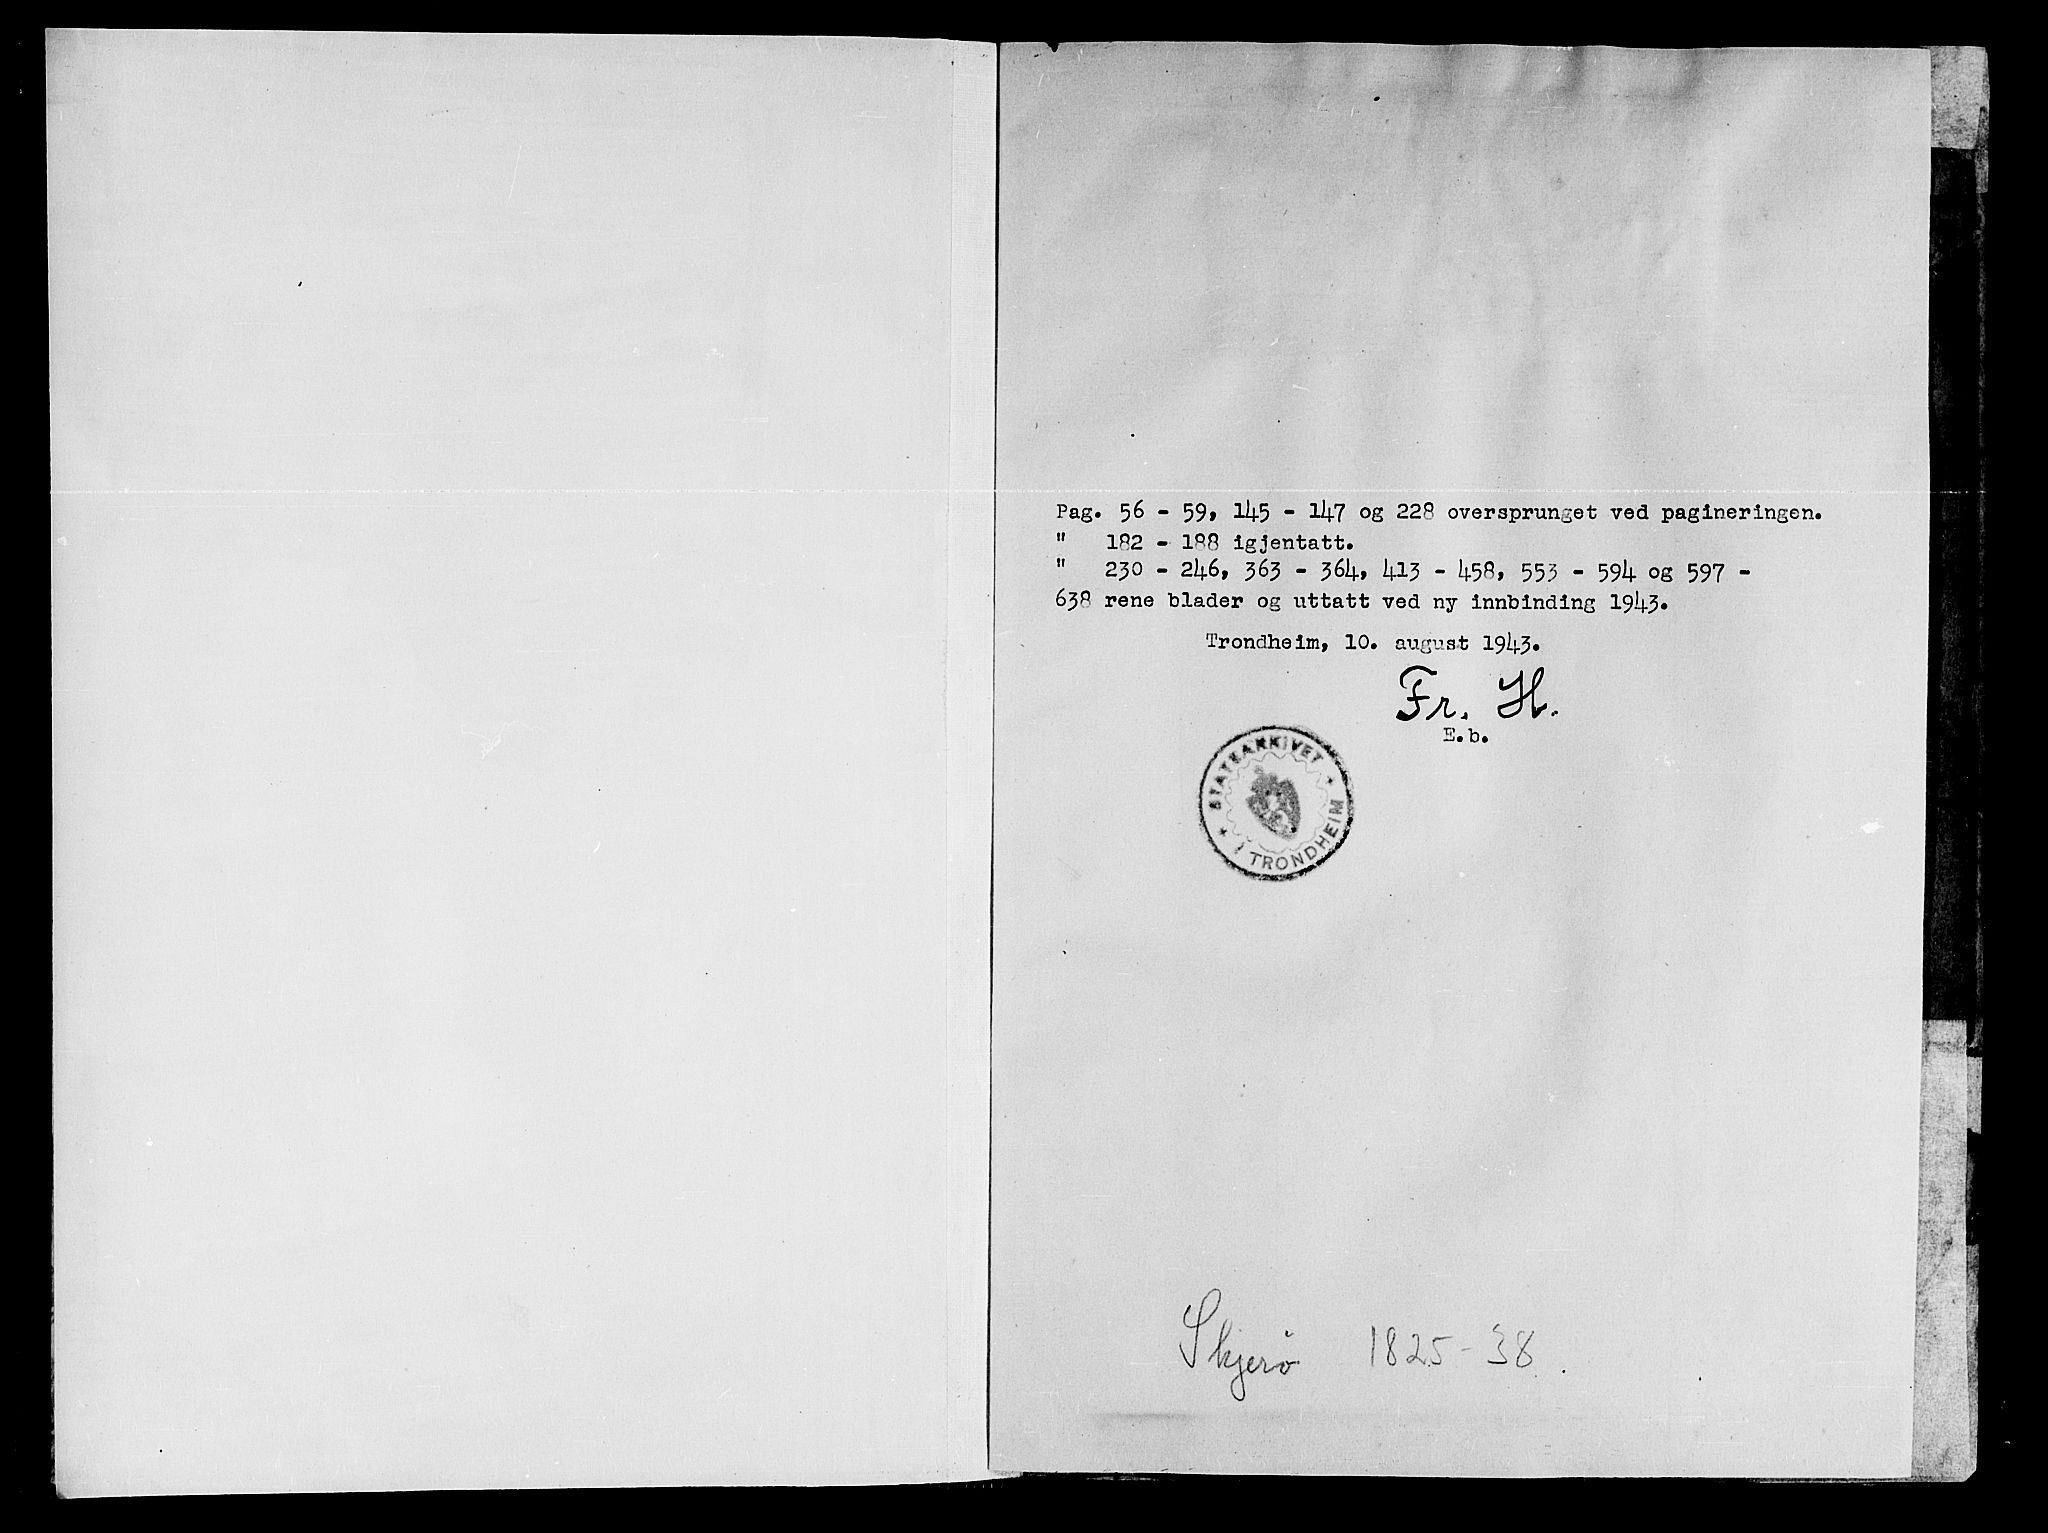 Pag. 56 - 59, 145 - 147 og 228 oversprunget ved pagineringen.
" 182 - 188 igjentatt.
" 230 - 246, 363 - 364, 413 - 458, 553 - 594 og 597 -
638 rene blader og uttatt ved ny innbinding 1943.
Trondheim, 10. august 1943.
Fr. H.
E.b.
* STATSARKIVET *
I TRONDHEIM
Skjerø 1825-38.